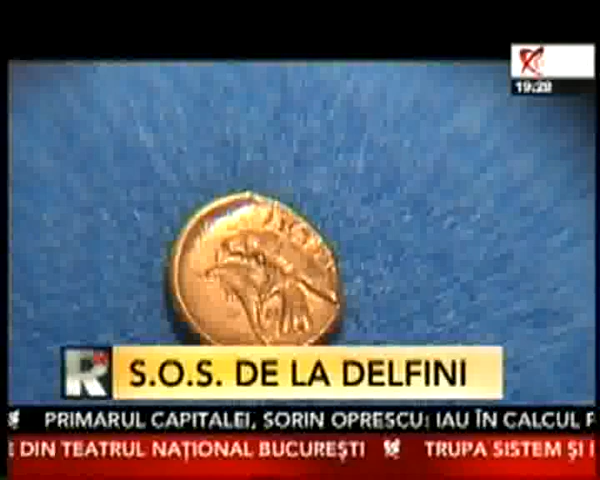 19:28
R
S.O.S. DE LA DELFINI
PRIMARUL CAPITALEI, SORIN OPRESCU: IAU ÎN CALCUL
DIN TEATRUL NAȚIONAL BUCUREȘTI TRUPA SISTEM ȘI